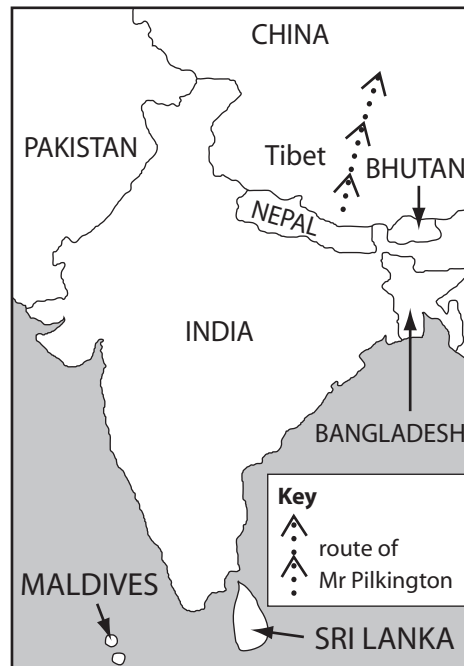 CHINA
PAKISTAN
Tibet
BHUTAN
NEPAL
INDIA
BANGLADESH
Key
route of
Mr Pilkington
MALDIVES
SRI LANKA